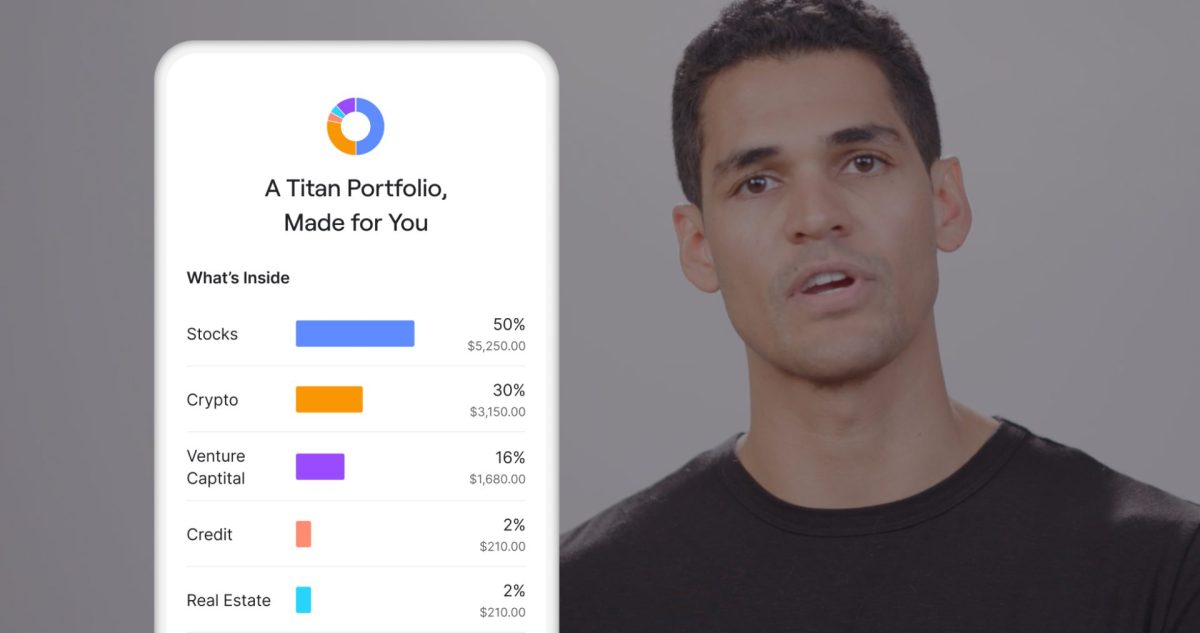 A Titan Portfolio,
Made for You
What's Inside
Stocks
50%
$5,250.00
Crypto
30%
$3,150.00
Venture
Captital
16%
$1,680.00
Credit
2%
$210.00
Real Estate
2%
$210.00